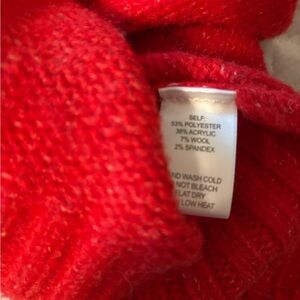 SELF:
53% POLYESTER
38% ACRYLIC
7% WOOL
2% SPANDEX
ND WASH COLD
NOT BLEACH
FLAT DRY
LOW HEAT